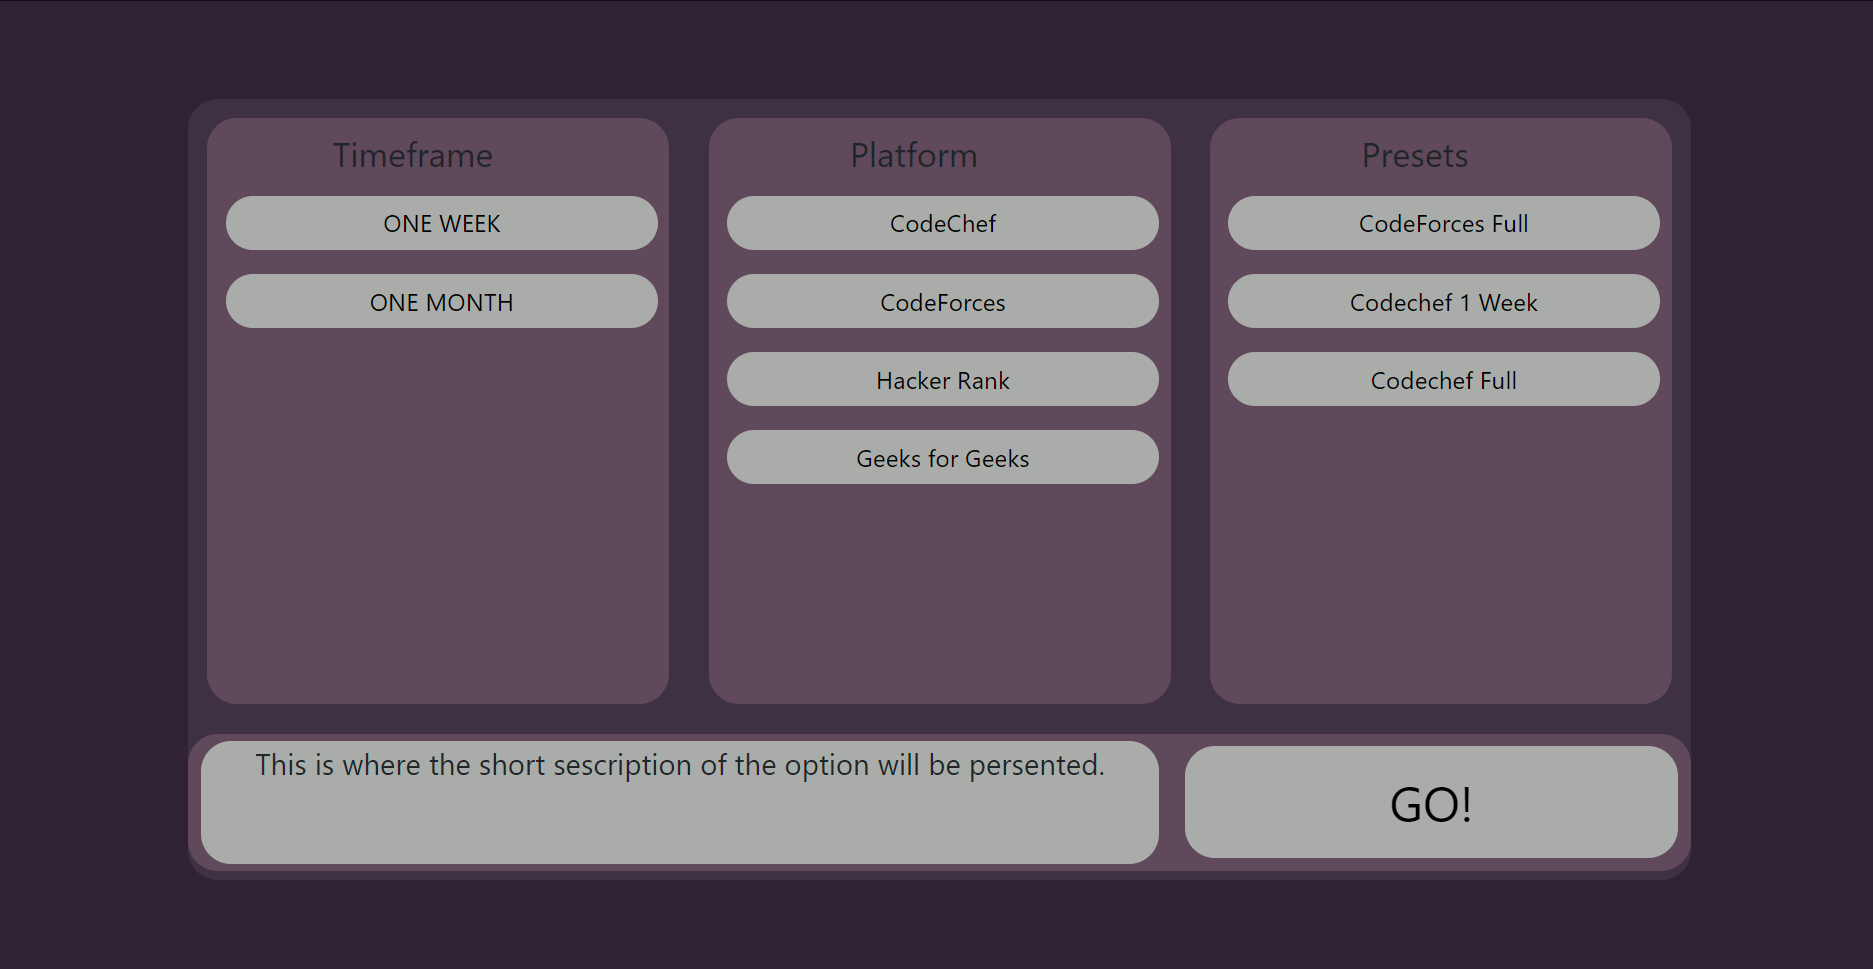 Timeframe
ONE WEEK
ONE MONTH
Platform
CodeChef
CodeForces
Hacker Rank
Geeks for Geeks
Presets
CodeForces Full
Codechef 1 Week
Codechef Full
This is where the short sescription of the option will be persented.
GO!